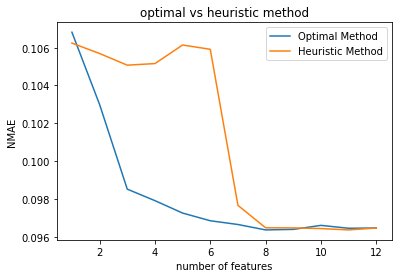 optimal vs heuristic method
Optimal Method
Heuristic Method
NMAE
0.106
0.104
0.102
0.100
0.098
0.096
2 4 6 8 10 12
number of features